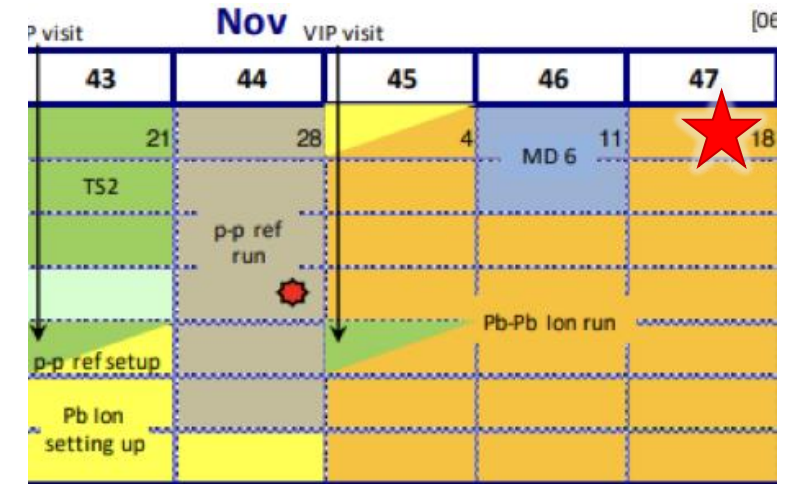 P visit
Nov
VIP visit
[06
43 44 45 46 47
21 28 4 11 18
MD 6
TS2
p-p ref
run
Pb-Pb Ion run
p-p ref setup
Pb Ion
setting up